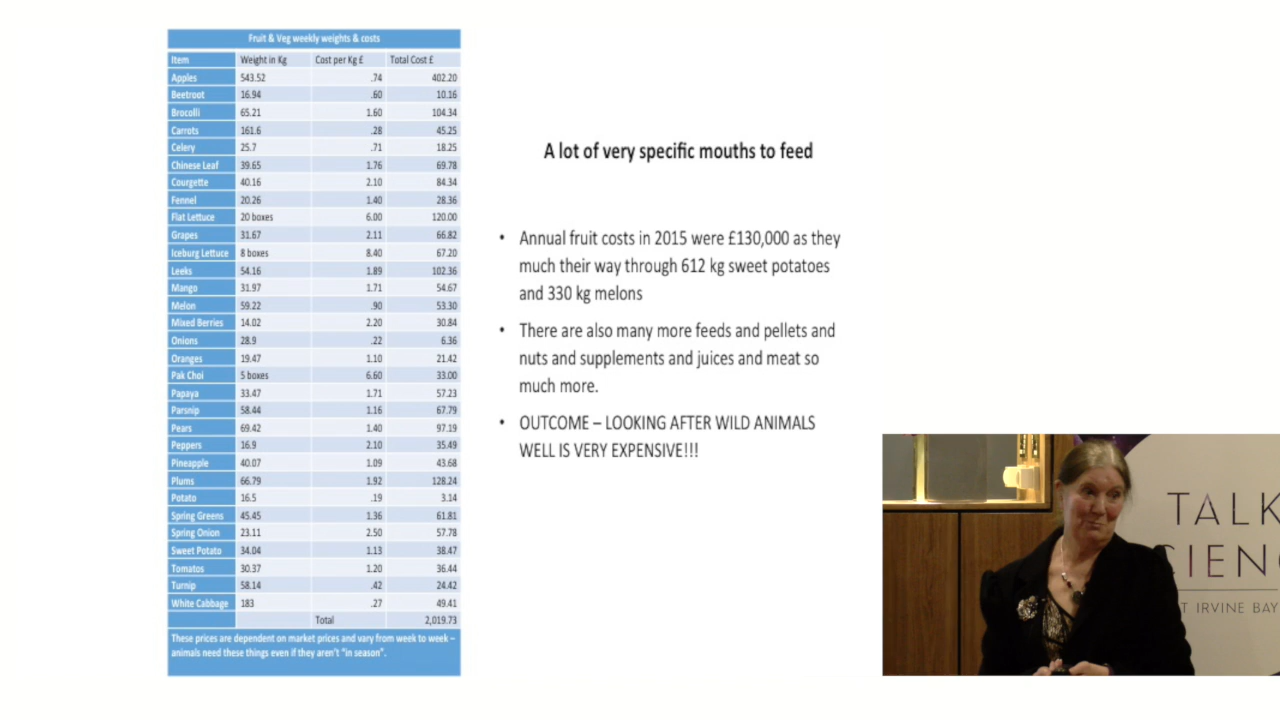 Fruit & Veg weekly weights & costs
Item Weight in Kg Cost per Kg £ Total Cost £
Apples 543.52 .74 402.20
Beetroot 16.94 .60 10.16
Brocolli 65.21 1.60 104.34
Carrots 161.6 .28 45.25
Celery 25.7 .71 18.25
Chinese Leaf 39.65 1.76 69.78
Courgette 40.16 2.10 84.34
Fennel 20.26 1.40 28.36
Flat Lettuce 20 boxes 6.00 120.00
Grapes 31.67 2.11 66.82
Iceburg Lettuce 8 boxes 8.40 67.20
Leeks 54.16 1.89 102.36
Mango 31.97 1.71 54.67
Melon 59.22 .90 53.30
Mixed Berries 14.02 2.20 30.84
Onions 28.9 .22 6.36
Oranges 19.47 1.10 21.42
Pak Choi 5 boxes 6.60 33.00
Papaya 33.47 1.71 57.23
Parsnip 58.44 1.16 67.79
Pears 69.42 1.40 97.19
Peppers 16.9 2.10 35.49
Pineapple 40.07 1.09 43.68
Plums 66.79 1.92 128.24
Potato 16.5 .19 3.14
Spring Greens 45.45 1.36 61.81
Spring Onion 23.11 2.50 57.78
Sweet Potato 34.04 1.13 38.47
Tomatos 30.37 1.20 36.44
Turnip 58.14 .42 24.42
White Cabbage 183 .27 49.41
Total 2,019.73
These prices are dependent on market prices and vary from week to week –
animals need these things even if they aren't "in season".
A lot of very specific mouths to feed
• Annual fruit costs in 2015 were £130,000 as they
much their way through 612 kg sweet potatoes
and 330 kg melons
• There are also many more feeds and pellets and
nuts and supplements and juices and meat so
much more.
• OUTCOME – LOOKING AFTER WILD ANIMALS
WELL IS VERY EXPENSIVE!!!
TALK
CIENC
T IRVINE BAY